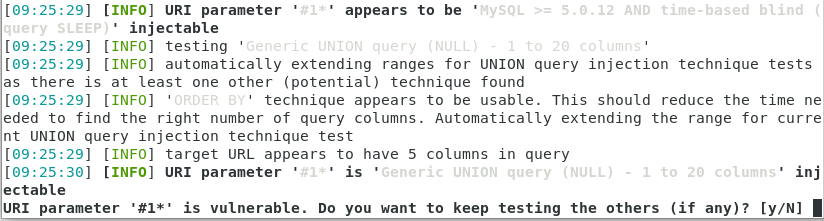 [09:25:29] [INFO] URI parameter '#1*' appears to be 'MySQL >= 5.0.12 AND time-based blind (
query SLEEP)' injectable
[09:25:29] [INFO] testing 'Generic UNION query (NULL) - 1 to 20 columns'
[09:25:29] [INFO] automatically extending ranges for UNION query injection technique tests
as there is at least one other (potential) technique found
[09:25:29] [INFO] 'ORDER BY' technique appears to be usable. This should reduce the time ne
eded to find the right number of query columns. Automatically extending the range for curre
nt UNION query injection technique test
[09:25:29] [INFO] target URL appears to have 5 columns in query
[09:25:30] [INFO] URI parameter '#1*' is 'Generic UNION query (NULL) - 1 to 20 columns' inj
ectable
URI parameter '#1*' is vulnerable. Do you want to keep testing the others (if any)? [y/N]